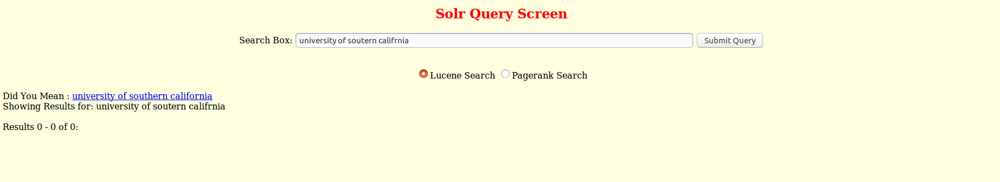 Solr Query Screen
Search Box: university of soutern califrnia Submit Query
Lucene Search Pagerank Search
Did You Mean : university of southern california
Showing Results for: university of soutern califrnia
Results 0 - 0 of 0: